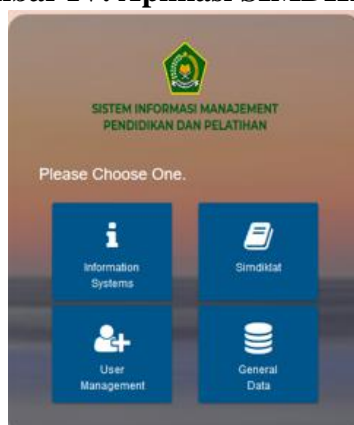 SISTEM INFORMASI MANAJEMENT
PENDIDIKAN DAN PELATIHAN
Please Choose One.
Information
Systems
Simdiklat
User
Management
General
Data